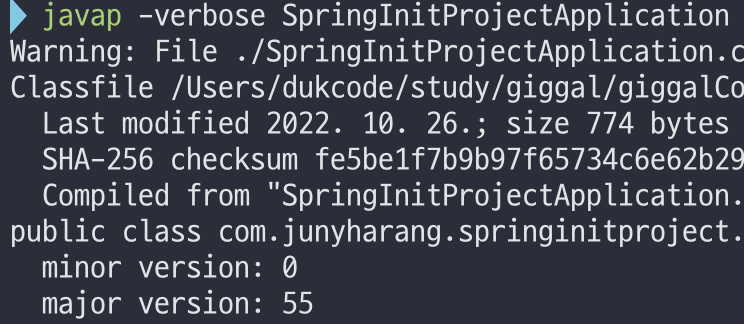 javap -verbose SpringInitProjectApplication
Warning: File ./SpringInitProjectApplication.c
Classfile /Users/dukcode/study/giggal/giggalCo
Last modified 2022. 10. 26.; size 774 bytes
SHA-256 checksum fe5be1f7b9b97f65734c6e62b29
Compiled from "SpringInitProjectApplication.
public class com.junyharang.springinitproject.
minor version: 0
major version: 55